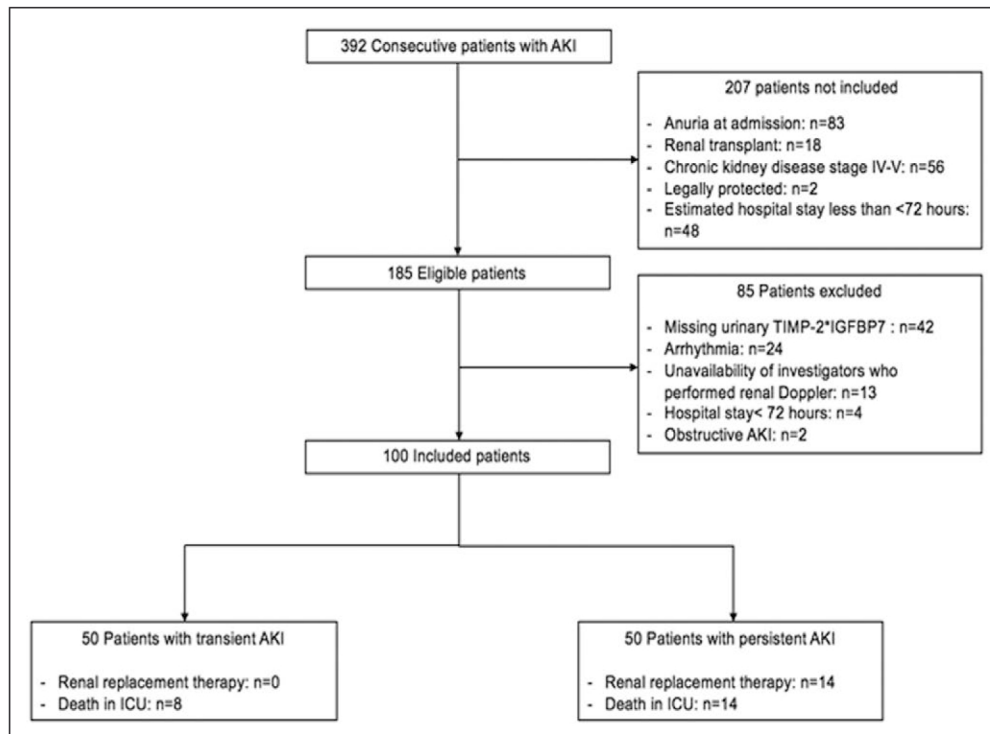 392 Consecutive patients with AKI
207 patients not included
- Anuria at admission: n=83
- Renal transplant: n=18
- Chronic kidney disease stage IV-V: n=56
- Legally protected: n=2
- Estimated hospital stay less than <72 hours:
n=48
185 Eligible patients
85 Patients excluded
- Missing urinary TIMP-2*IGFBP7 : n=42
- Arrhythmia: n=24
- Unavailability of investigators who
performed renal Doppler: n=13
- Hospital stay< 72 hours: n=4
- Obstructive AKI: n=2
100 Included patients
50 Patients with transient AKI
- Renal replacement therapy: n=0
- Death in ICU: n=8
50 Patients with persistent AKI
- Renal replacement therapy: n=14
- Death in ICU: n=14